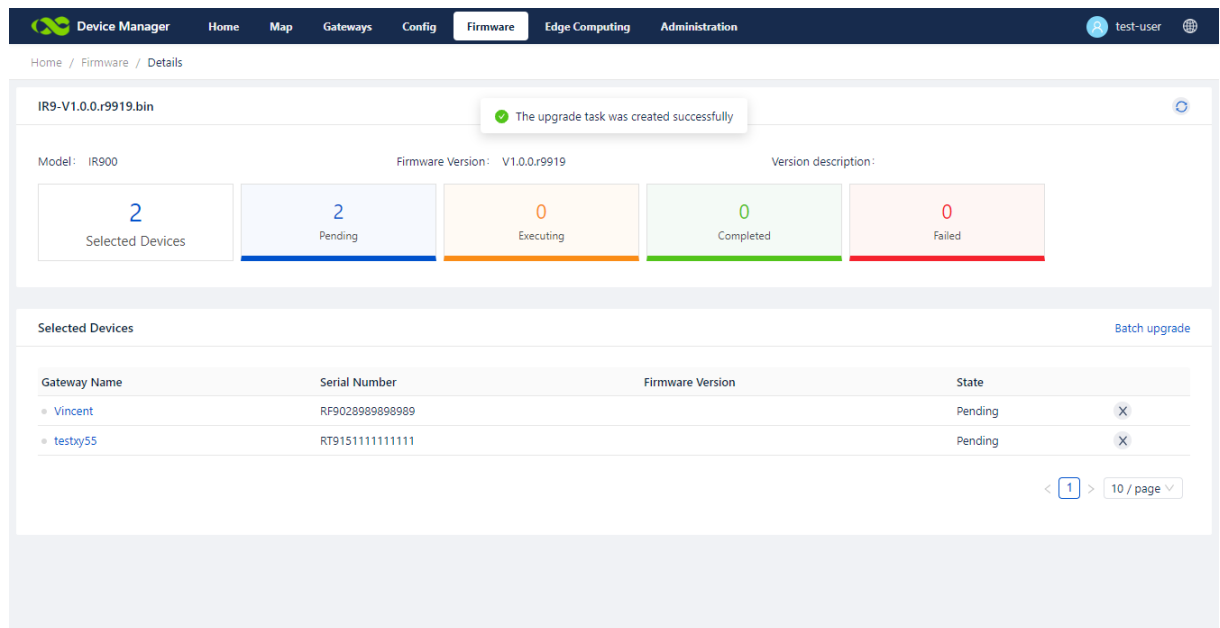 Device Manager Home Map Gateways Config Firmware Edge Computing Administration test-user
Home / Firmware / Details
IR9-V1.0.0.r9919.bin
The upgrade task was created successfully
Model: IR900 Firmware Version: V1.0.0.r9919 Version description:
2 2 0 0 0
Selected Devices Pending Executing Completed Failed
Selected Devices Batch upgrade
Gateway Name Serial Number Firmware Version State
Vincent RF9028989898989 Pending X
testxy55 RT9151111111111 Pending X
< 1 > 10 / page